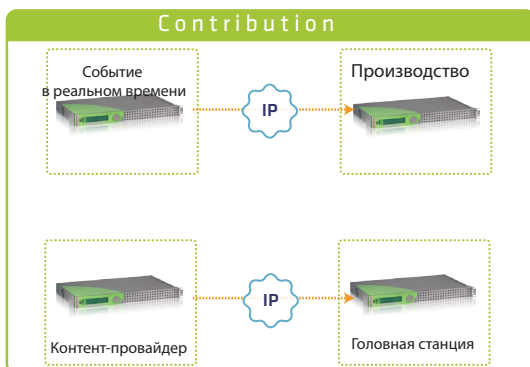 Contribution
Событие
в реальном времени
Производство
IP
IP
Контент-провайдер
Головная станция